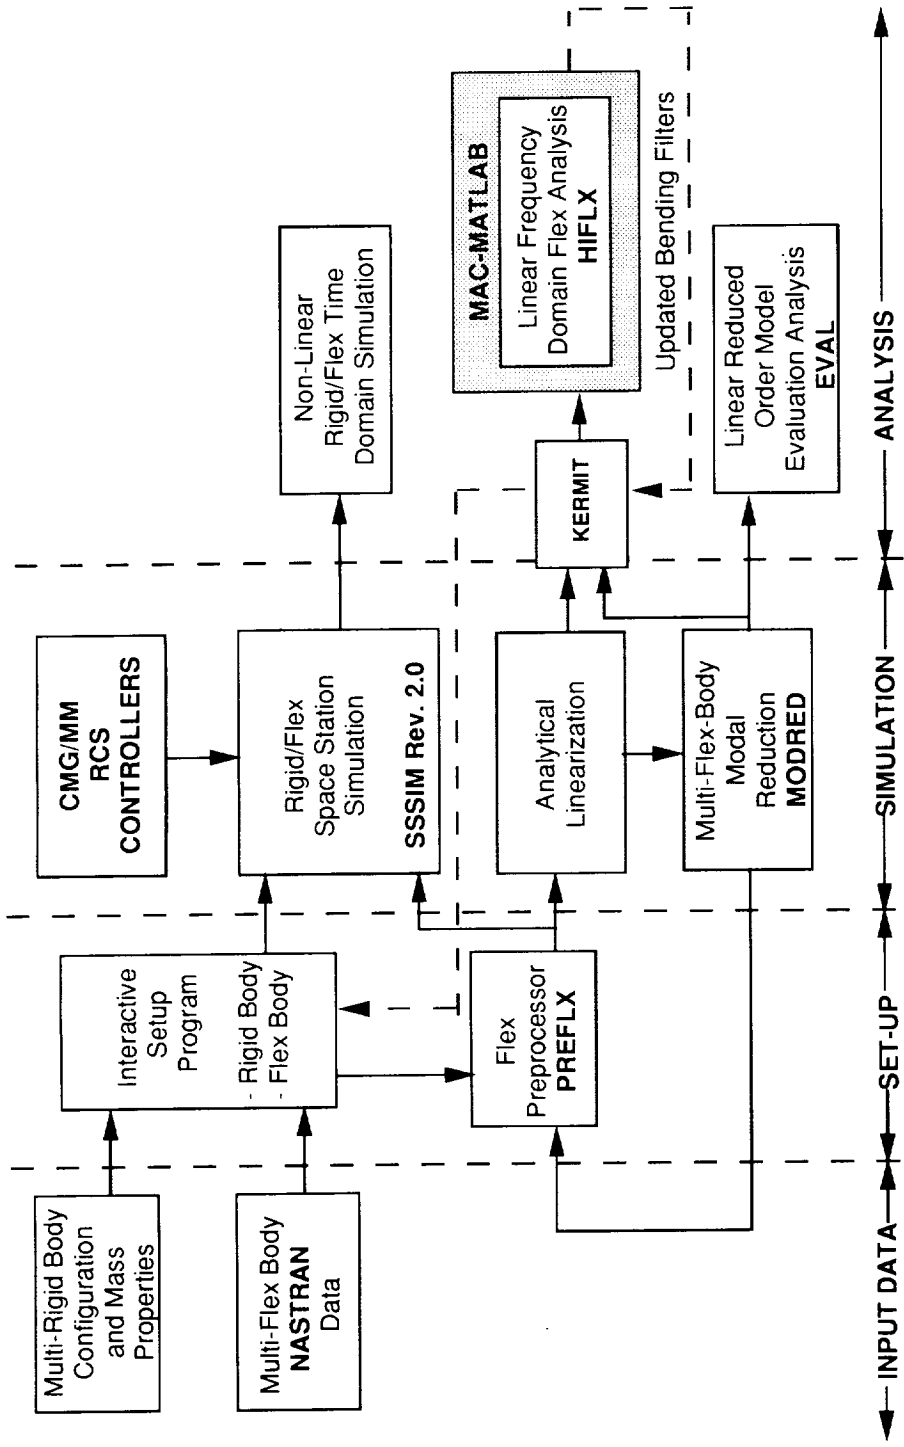 Multi-Rigid Body
Configuration
and Mass
Properties
Multi-Flex Body
NASTRAN
Data
Interactive
Setup
Program
- Rigid Body
- Flex Body
Flex
Preprocessor
PREFLX
CMG/MM
RCS
CONTROLLERS
Rigid/Flex
Space Station
Simulation
SSSIM Rev. 2.0
Analytical
Linearization
Multi-Flex-Body
Modal
Reduction
MODRED
Non-Linear
Rigid/Flex Time
Domain Simulation
KERMIT
MAC-MATLAB
Linear Frequency
Domain Flex Analysis
HIFLX
Updated Bending Filters
Linear Reduced
Order Model
Evaluation Analysis
EVAL
INPUT DATA
SET-UP
SIMULATION
ANALYSIS